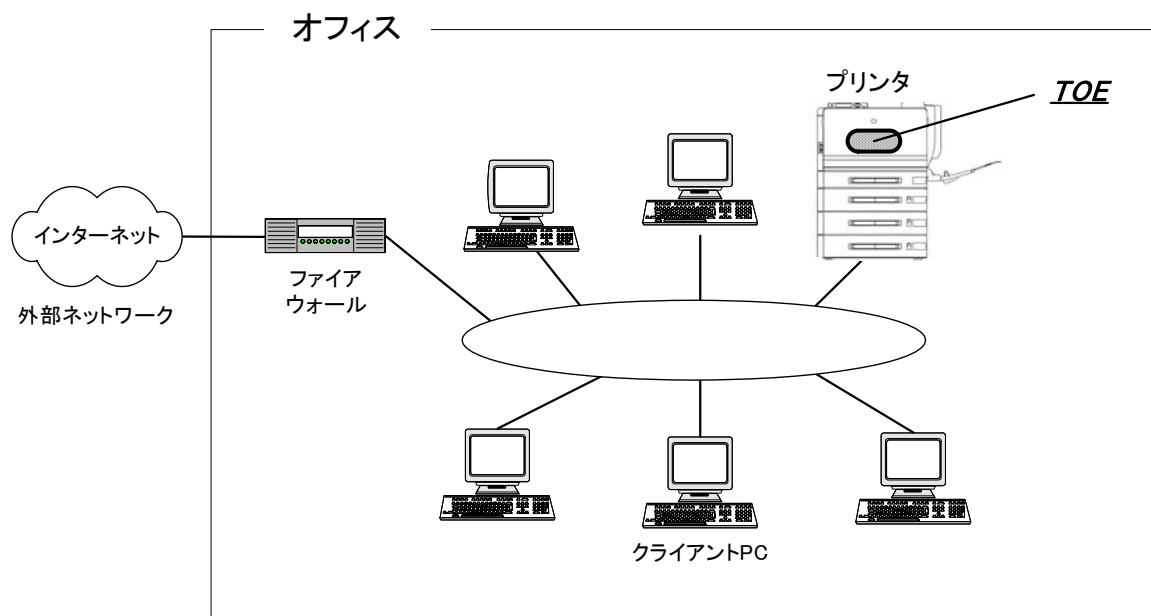 オフィス
プリンタ
TOE
インターネット
ファイア
ウォール
外部ネットワーク
クライアントPC